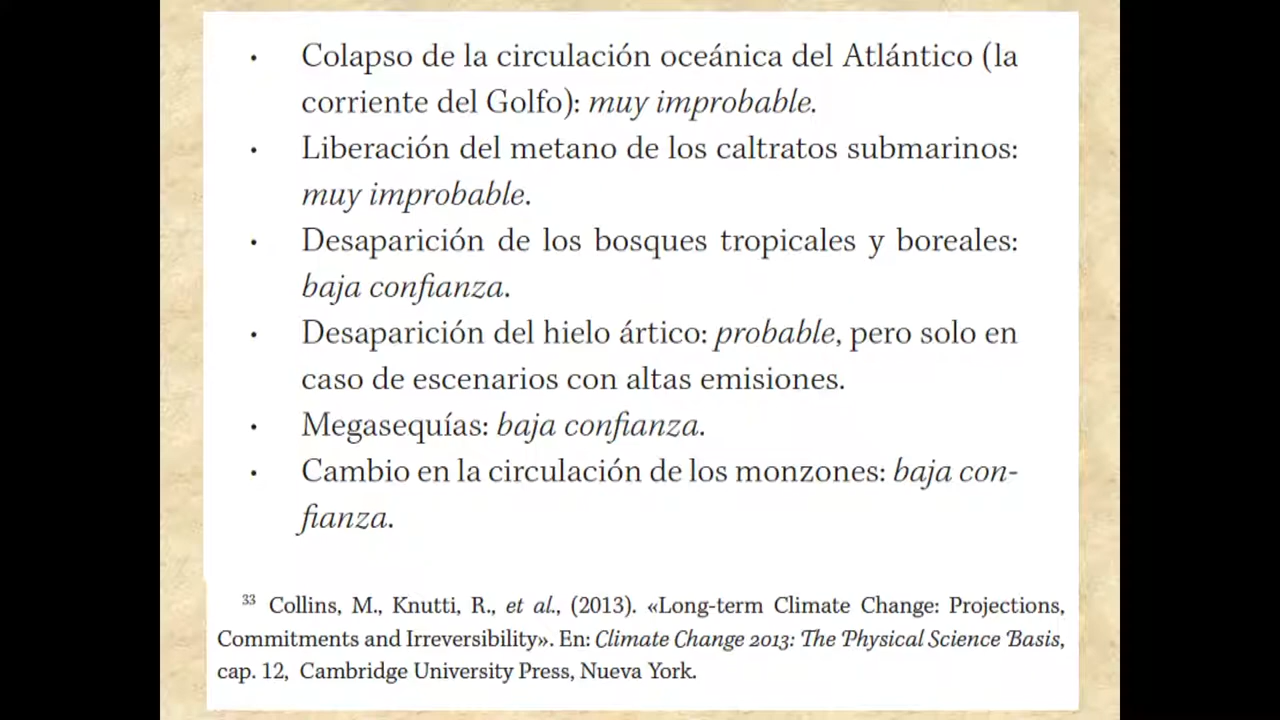 • Colapso de la circulación oceánica del Atlántico (la
corriente del Golfo): muy improbable.
• Liberación del metano de los caltratos submarinos:
muy improbable.
• Desaparición de los bosques tropicales y boreales:
baja confianza.
• Desaparición del hielo ártico: probable, pero solo en
caso de escenarios con altas emisiones.
• Megasequías: baja confianza.
• Cambio en la circulación de los monzones: baja con-
fianza.
33 Collins, M., Knutti, R., et al., (2013). «Long-term Climate Change: Projections,
Commitments and Irreversibility». En: Climate Change 2013: The Physical Science Basis,
cap. 12, Cambridge University Press, Nueva York.